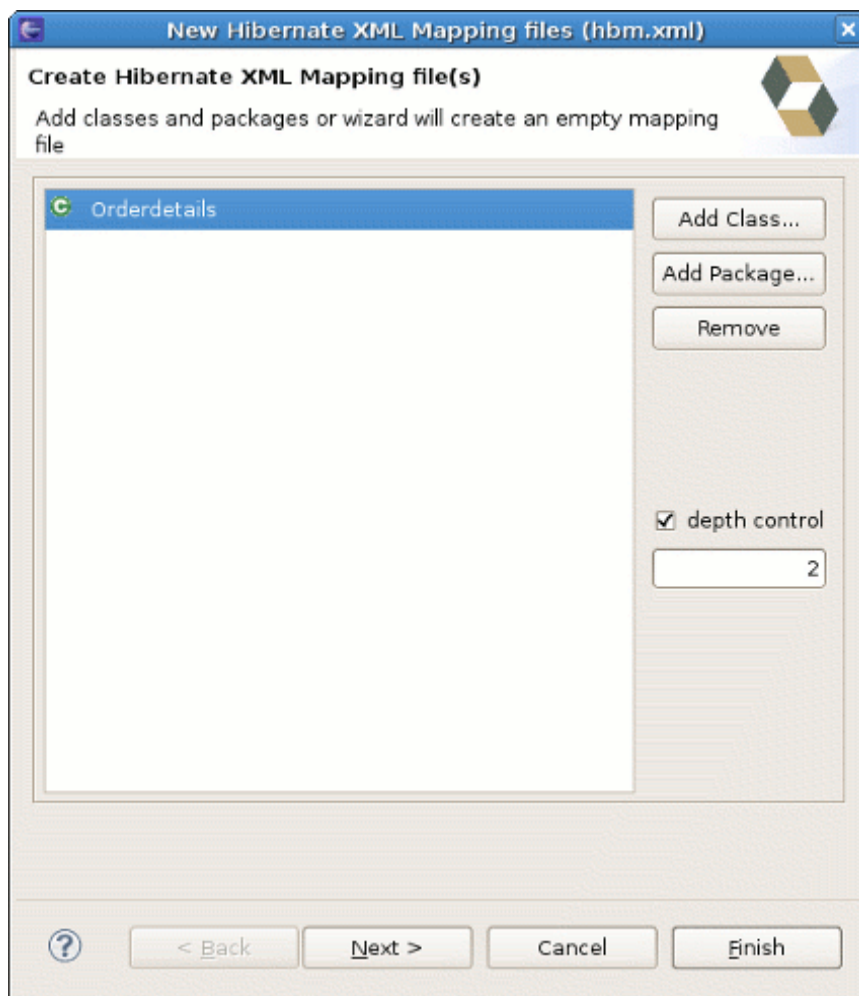 New Hibernate XML Mapping files (hbm.xml)
Create Hibernate XML Mapping file(s)
Add classes and packages or wizard will create an empty mapping
file
C Orderdetails
Add Class...
Add Package...
Remove
depth control
2
? < Back Next > Cancel Finish